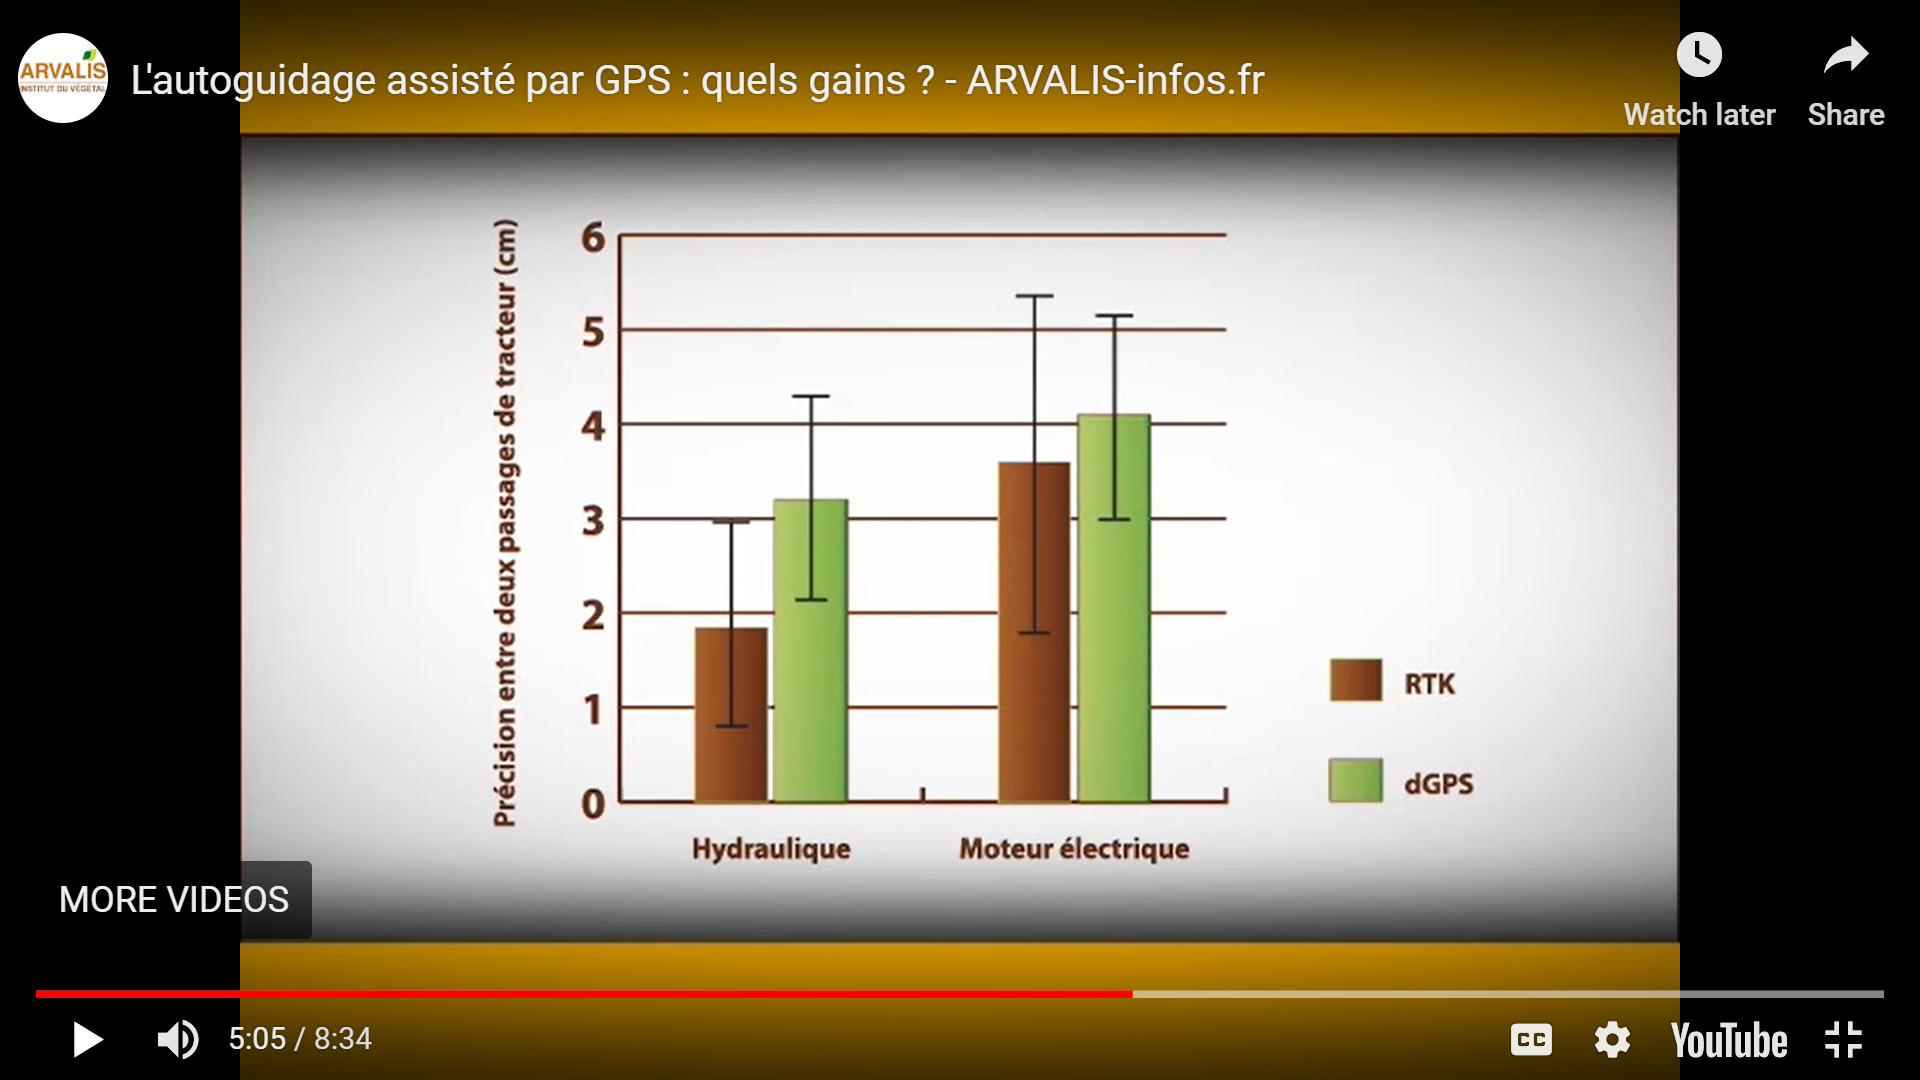 ARVALIS
INSTITUT DU VÉGÉTAL
L'autoguidage assisté par GPS : quels gains ? - ARVALIS-infos.fr
Watch later
Share
Précision entre deux passages de tracteur (cm)
6
5
4
3
2
1
0
Hydraulique
Moteur électrique
RTK
dGPS
MORE VIDEOS
5:05 / 8:34
CC
YouTube